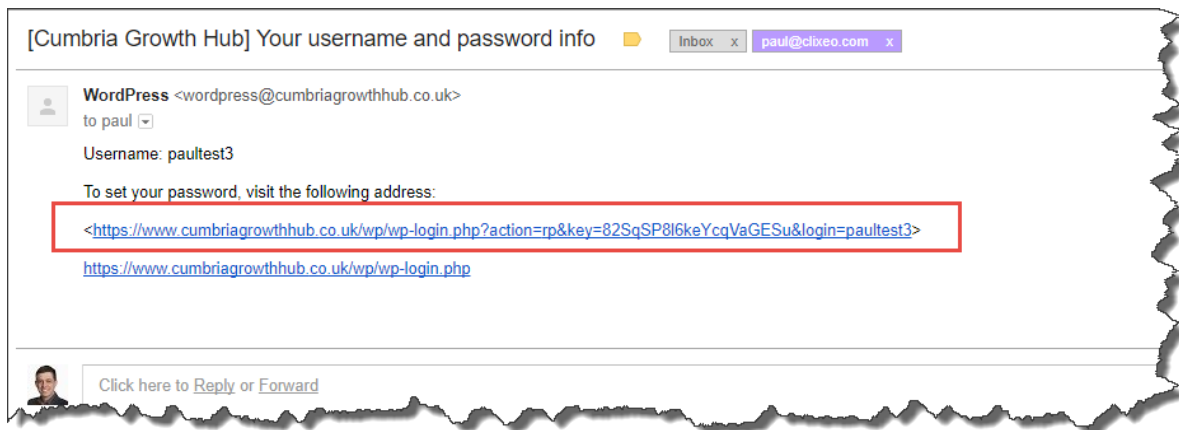 [Cumbria Growth Hub] Your username and password info Inbox x paul@clixeo.com x
WordPress <wordpress@cumbriagrowthhub.co.uk>
to paul
Username: paultest3
To set your password, visit the following address:
<https://www.cumbriagrowthhub.co.uk/wp/wp-login.php?action=rp&key=82SqSP8l6keYcqVaGESu&login=paultest3>
https://www.cumbriagrowthhub.co.uk/wp/wp-login.php
Click here to Reply or Forward